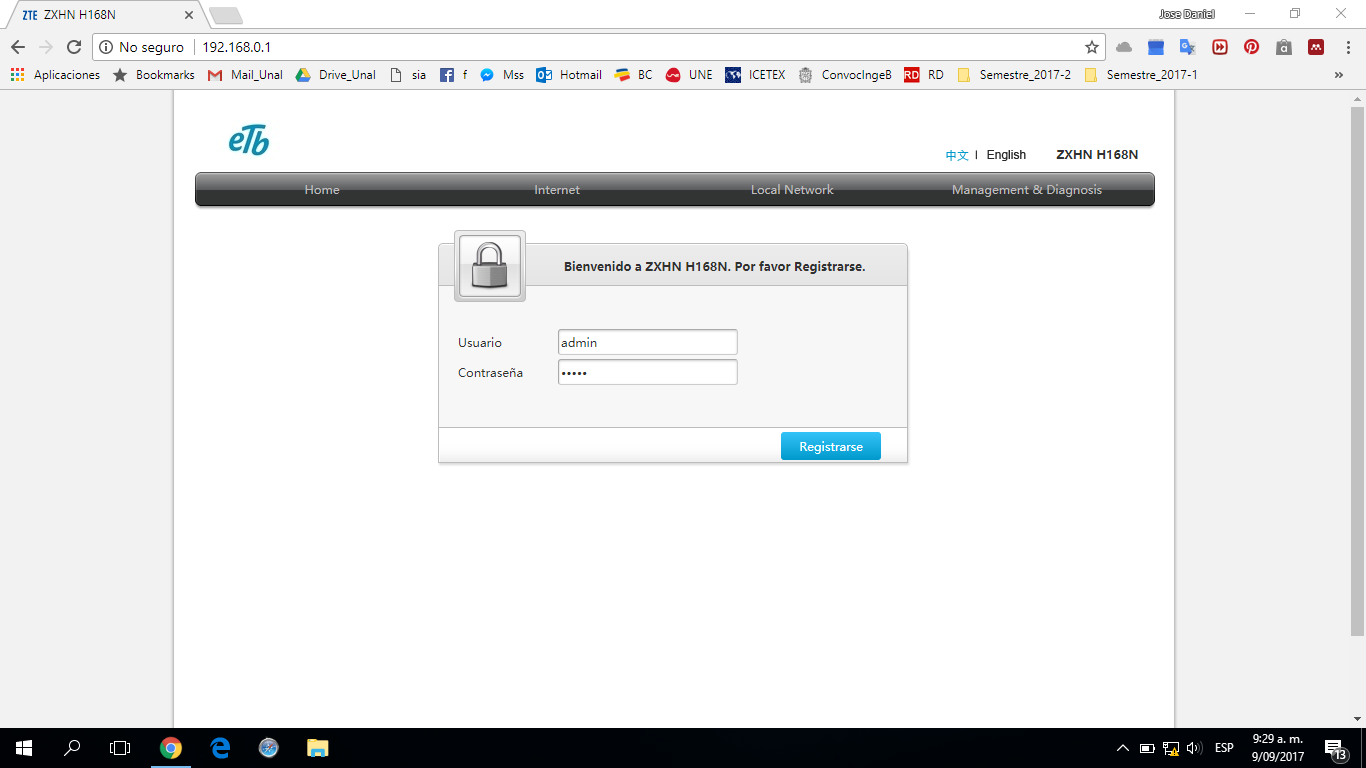 ZTE ZXHN H168N
Jose Daniel
No seguro 192.168.0.1
Aplicaciones Bookmarks Mail_Unal Drive_Unal sia f Mss Hotmail BC UNE ICETEX ConvocIngeB RD RD Semestre_2017-2 Semestre_2017-1 »
eTb
中文 | English ZXHN H168N
Home Internet Local Network Management & Diagnosis
Bienvenido a ZXHN H168N. Por favor Registrarse.
Usuario admin
Contraseña •••••
Registrarse
ESP
9:29 a. m.
9/09/2017
13